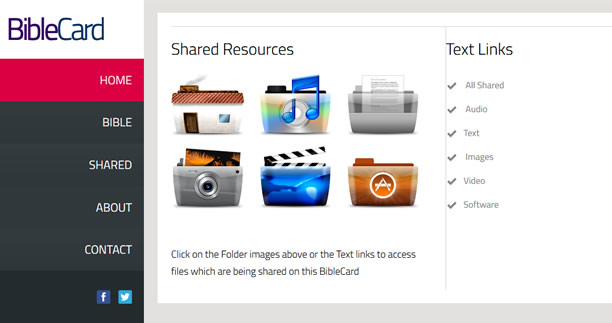 BibleCard
HOME
BIBLE
SHARED
ABOUT
CONTACT
Shared Resources
Click on the Folder images above or the Text links to access
files which are being shared on this BibleCard
Text Links
All Shared
Audio
Text
Images
Video
Software